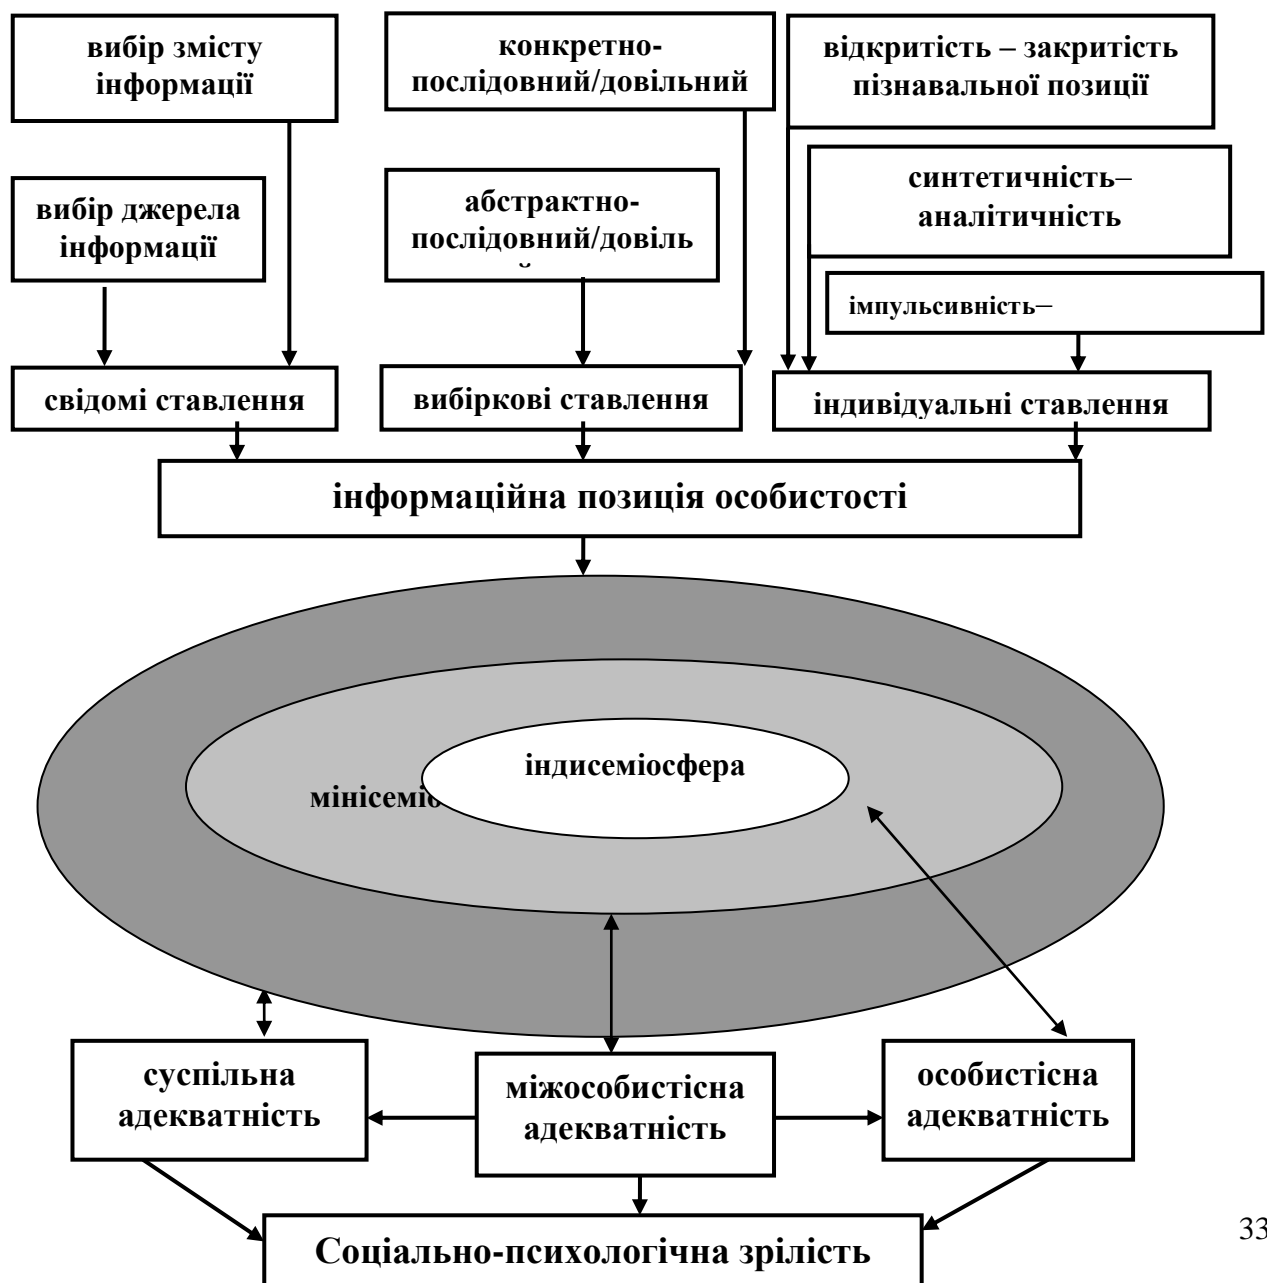 вибір змісту
інформації
конкретно-
послідовний/довільний
відкритість – закритість
пізнавальної позиції
вибір джерела
інформації
абстрактно-
послідовний/довіль
синтетичність–
аналітичність
імпульсивність–
свідомі ставлення
вибіркові ставлення
індивідуальні ставлення
інформаційна позиція особистості
індисеміосфера
мінісеміо
суспільна
адекватність
міжособистісна
адекватність
особистісна
адекватність
Соціально-психологічна зрілість
33